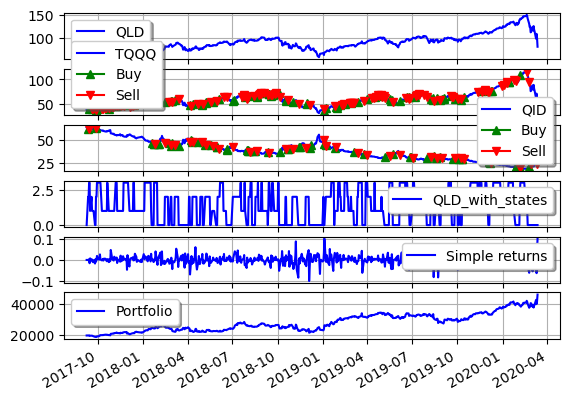 150
100
QLD
TQQQ
Buy
Sell
100
50
QID
Buy
Sell
50
25
2.5
0.0
QLD_with_states
0.1
0.0
−0.1
Simple returns
40000
20000
Portfolio
2017-10
2018-01
2018-04
2018-07
2018-10
2019-01
2019-04
2019-07
2019-10
2020-01
2020-04